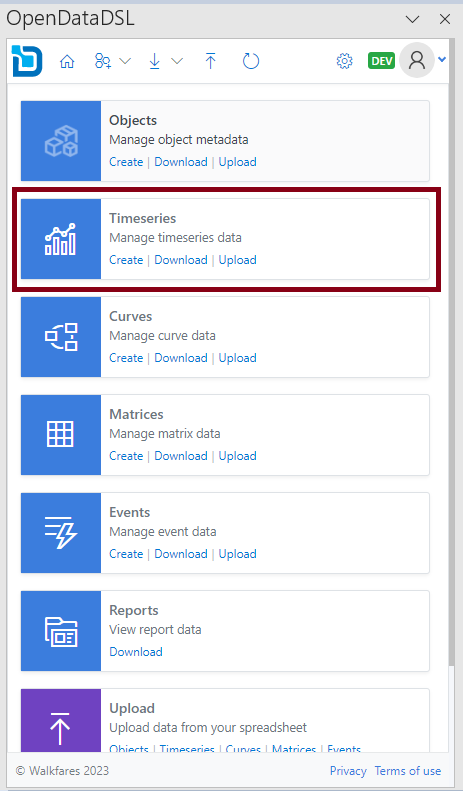 OpenDataDSL
DEV
Objects
Manage object metadata
Create | Download | Upload
Timeseries
Manage timeseries data
Create | Download | Upload
Curves
Manage curve data
Create | Download | Upload
Matrices
Manage matrix data
Create | Download | Upload
Events
Manage event data
Create | Download | Upload
Reports
View report data
Download
Upload
Upload data from your spreadsheet
Objects Timeseries Curves Matrices Events
© Walkfares 2023 Privacy Terms of use